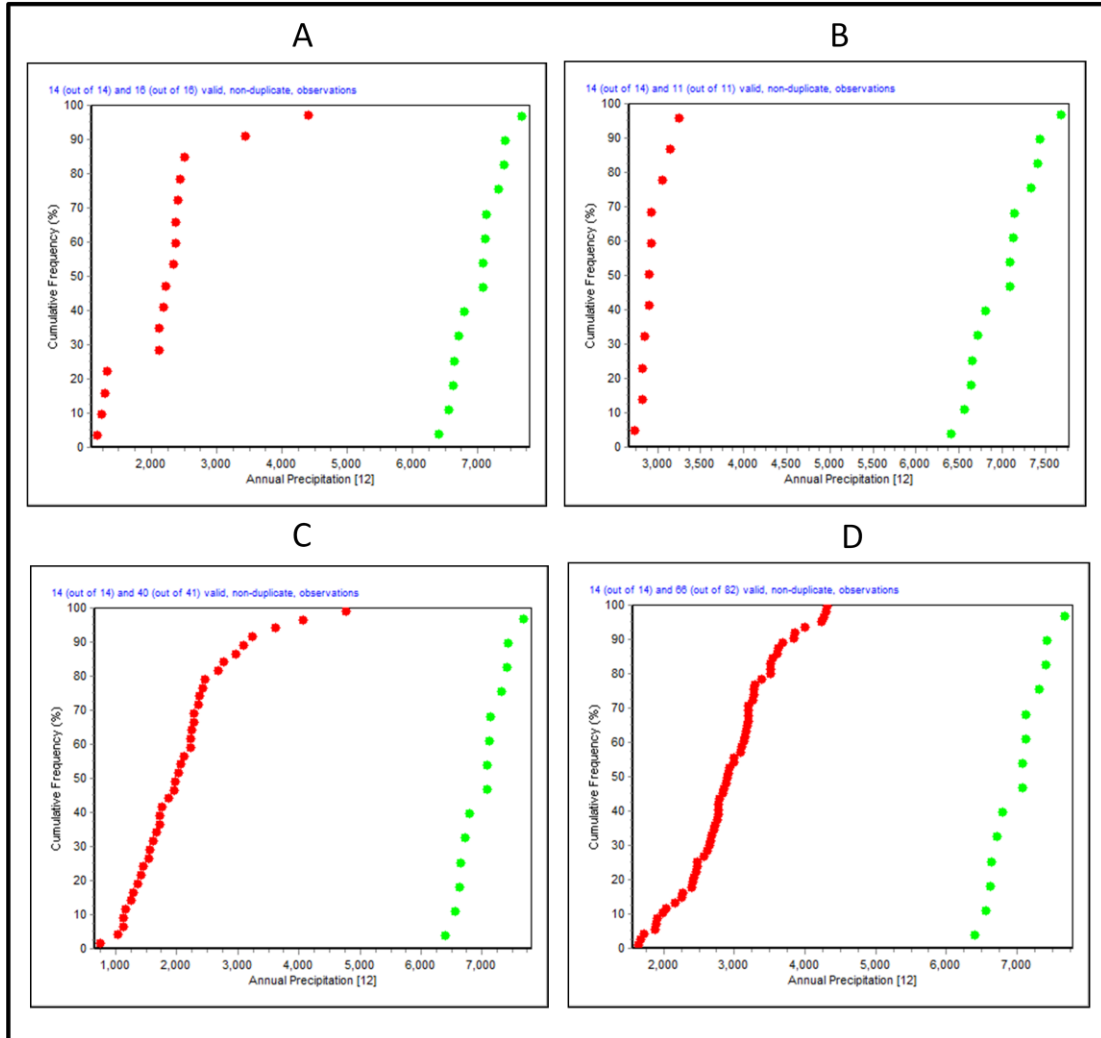 A
14 (out of 14) and 16 (out of 16) valid, non-duplicate, observations
100
90
80
70
60
50
40
30
20
10
0
Cumulative Frequency (%)
2,000 3,000 4,000 5,000 6,000 7,000
Annual Precipitation [12]
B
14 (out of 14) and 11 (out of 11) valid, non-duplicate, observations
100
90
80
70
60
50
40
30
20
10
0
Cumulative Frequency (%)
3,000 3,500 4,000 4,500 5,000 5,500 6,000 6,500 7,000 7,500
Annual Precipitation [12]
C
14 (out of 14) and 40 (out of 41) valid, non-duplicate, observations
100
90
80
70
60
50
40
30
20
10
0
Cumulative Frequency (%)
1,000 2,000 3,000 4,000 5,000 6,000 7,000
Annual Precipitation [12]
D
14 (out of 14) and 66 (out of 82) valid, non-duplicate, observations
100
90
80
70
60
50
40
30
20
10
0
Cumulative Frequency (%)
2,000 3,000 4,000 5,000 6,000 7,000
Annual Precipitation [12]